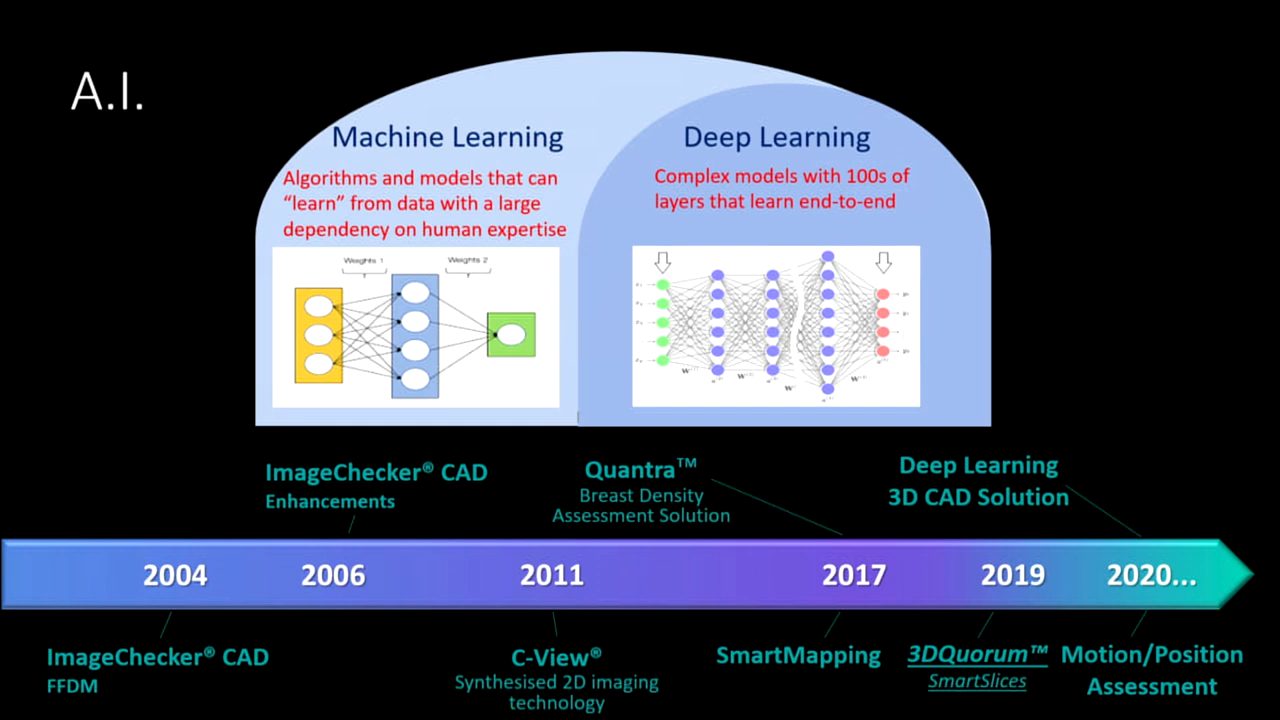 A.I.
Machine Learning
Algorithms and models that can
“learn” from data with a large
dependency on human expertise
Weights 1
Weights 2
Deep Learning
Complex models with 100s of
layers that learn end-to-end
ImageChecker® CAD
Enhancements
Quantra™
Breast Density
Assessment Solution
Deep Learning
3D CAD Solution
2004
2006
2011
2017
2019
2020...
ImageChecker® CAD
FFDM
C-View®
Synthesised 2D imaging
technology
SmartMapping
3DQuorum™
SmartSlices
Motion/Position
Assessment